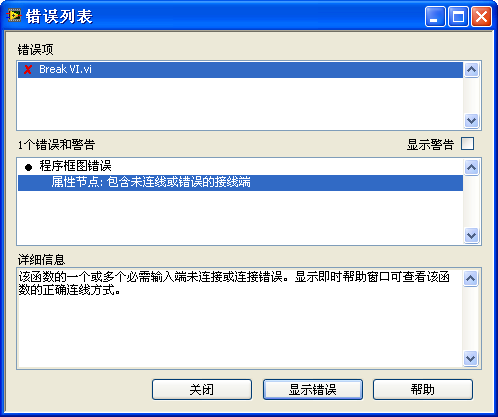 错误列表
错误项
Break VI.vi
1个错误和警告
显示警告
程序框图错误
属性节点: 包含未连线或错误的接线端
详细信息
该函数的一个或多个必需输入端未连接或连接错误。显示即时帮助窗口可查看该函
数的正确连线方式。
关闭
显示错误
帮助